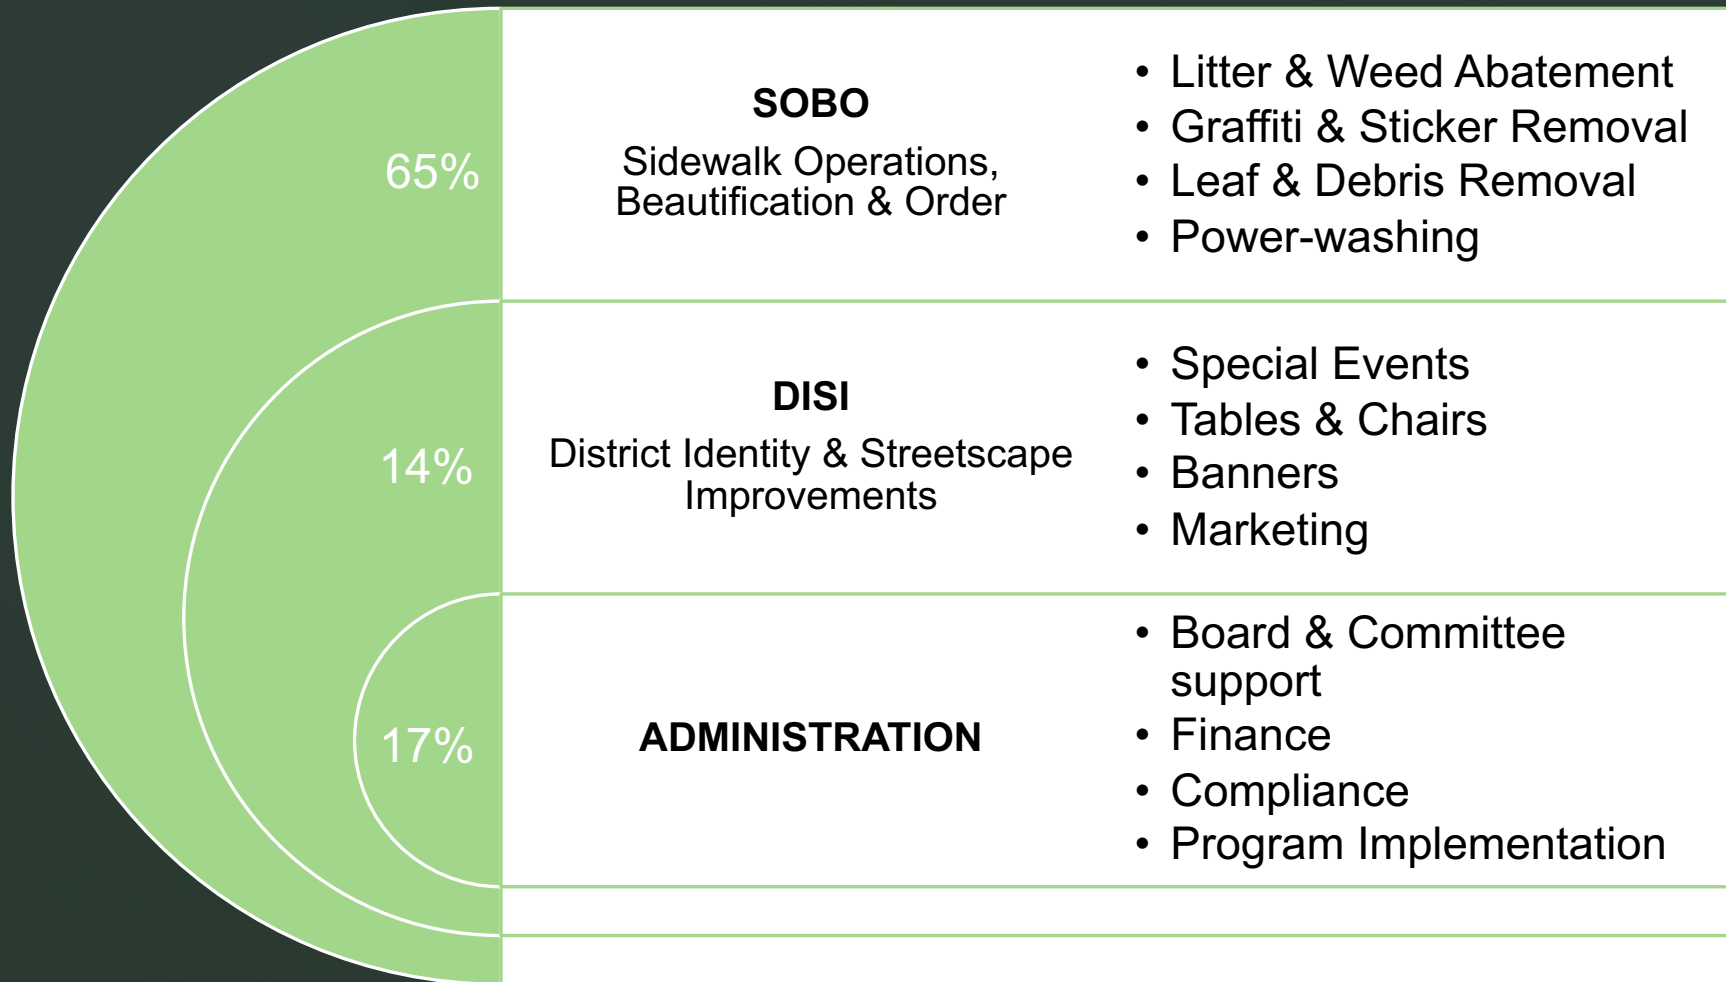 65%
SOBO
Sidewalk Operations,
Beautification & Order
• Litter & Weed Abatement
• Graffiti & Sticker Removal
• Leaf & Debris Removal
• Power-washing
14%
DISI
District Identity & Streetscape
Improvements
• Special Events
• Tables & Chairs
• Banners
• Marketing
17%
ADMINISTRATION
• Board & Committee
support
• Finance
• Compliance
• Program Implementation